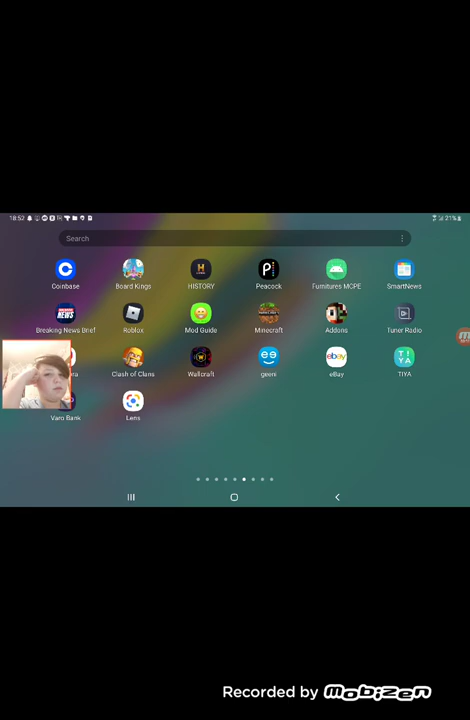 18:52
21%
Search
Coinbase
Board Kings
HISTORY
Peacock
Furnitures MCPE
SmartNews
Breaking News Brief
Roblox
Mod Guide
Minecraft
Addons
Tuner Radio
Clash of Clans
Wallcraft
geeni
eBay
TIYA
Varo Bank
Lens
Recorded by Mobizen